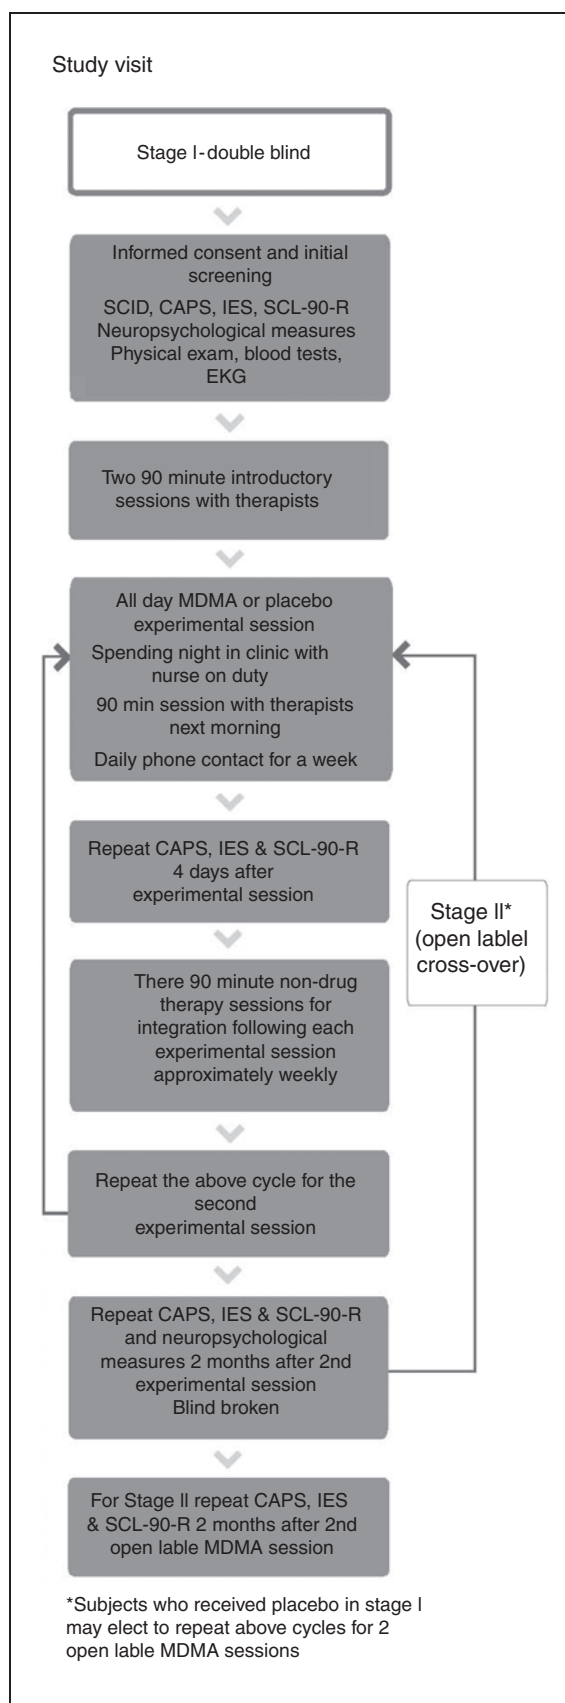 Study visit
Stage I-double blind
Informed consent and initial
screening
SCID, CAPS, IES, SCL-90-R
Neuropsychological measures
Physical exam, blood tests,
EKG
Two 90 minute introductory
sessions with therapists
All day MDMA or placebo
experimental session
Spending night in clinic with
nurse on duty
90 min session with therapists
next morning
Daily phone contact for a week
Repeat CAPS, IES & SCL-90-R
4 days after
experimental session
Stage II*
(open lablel
cross-over)
There 90 minute non-drug
therapy sessions for
integration following each
experimental session
approximately weekly
Repeat the above cycle for the
second
experimental session
Repeat CAPS, IES & SCL-90-R
and neuropsychological
measures 2 months after 2nd
experimental session
Blind broken
For Stage II repeat CAPS, IES
& SCL-90-R 2 months after 2nd
open lable MDMA session
*Subjects who received placebo in stage I
may elect to repeat above cycles for 2
open lable MDMA sessions